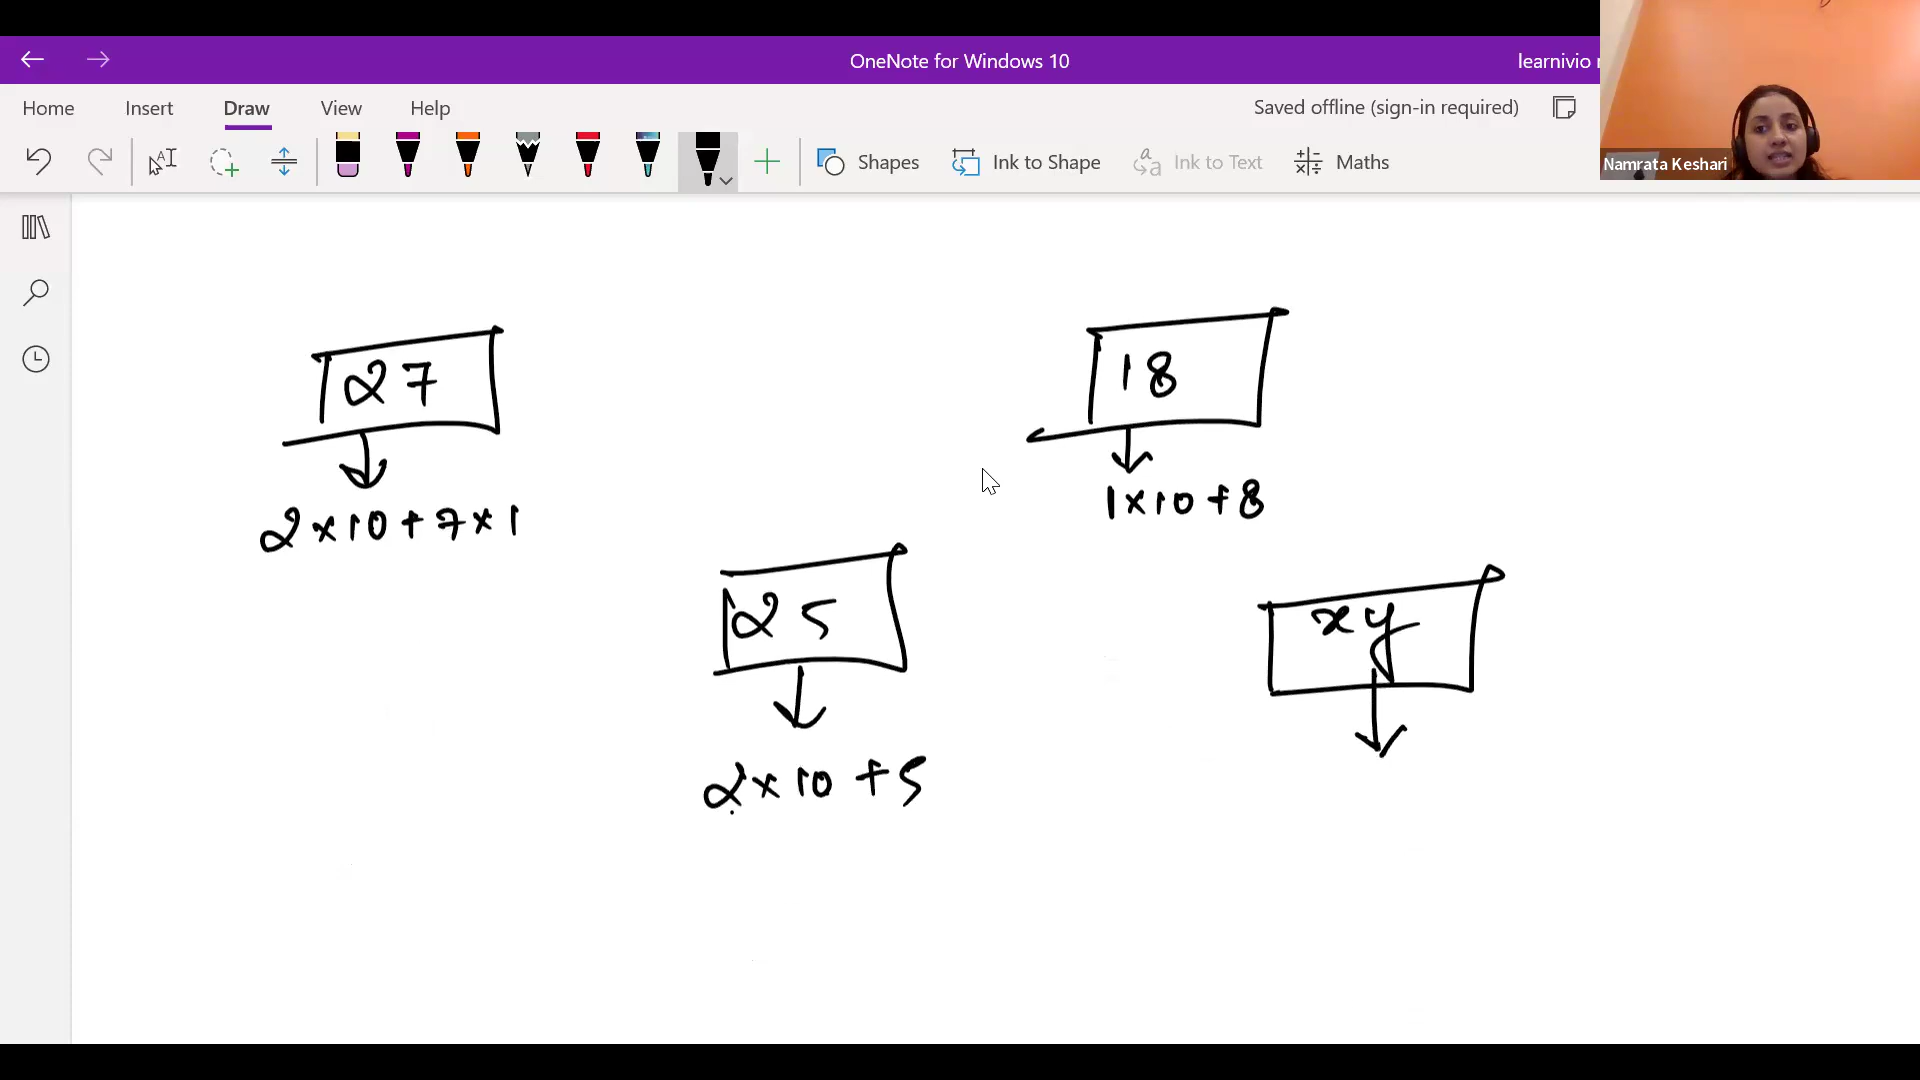 OneNote for Windows 10
learnivio
Home Insert Draw View Help
Saved offline (sign-in required)
Shapes Ink to Shape Ink to Text Maths
Namrata Keshari
27
2 × 10 + 7 × 1
18
1 × 10 + 8
25
2 × 10 + 5
xy